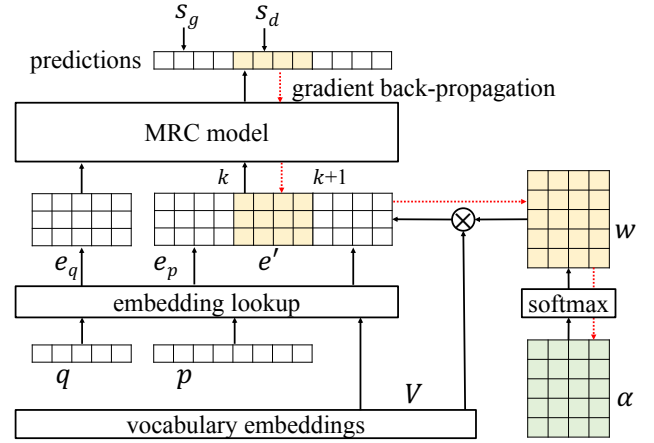 s_g s_d
predictions
gradient back-propagation
MRC model
k k+1
w
e_q e_p e′
embedding lookup
softmax
q p
α
V
vocabulary embeddings